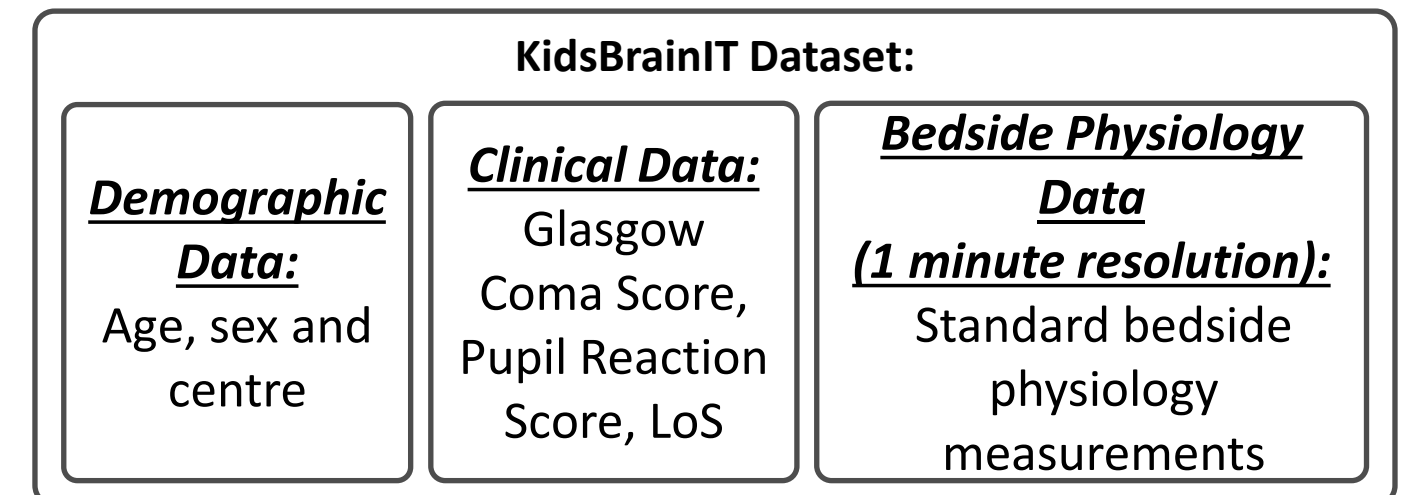 KidsBrainIT Dataset:
Demographic
Data:
Age, sex and
centre
Clinical Data:
Glasgow
Coma Score,
Pupil Reaction
Score, LoS
Bedside Physiology
Data
(1 minute resolution):
Standard bedside
physiology
measurements